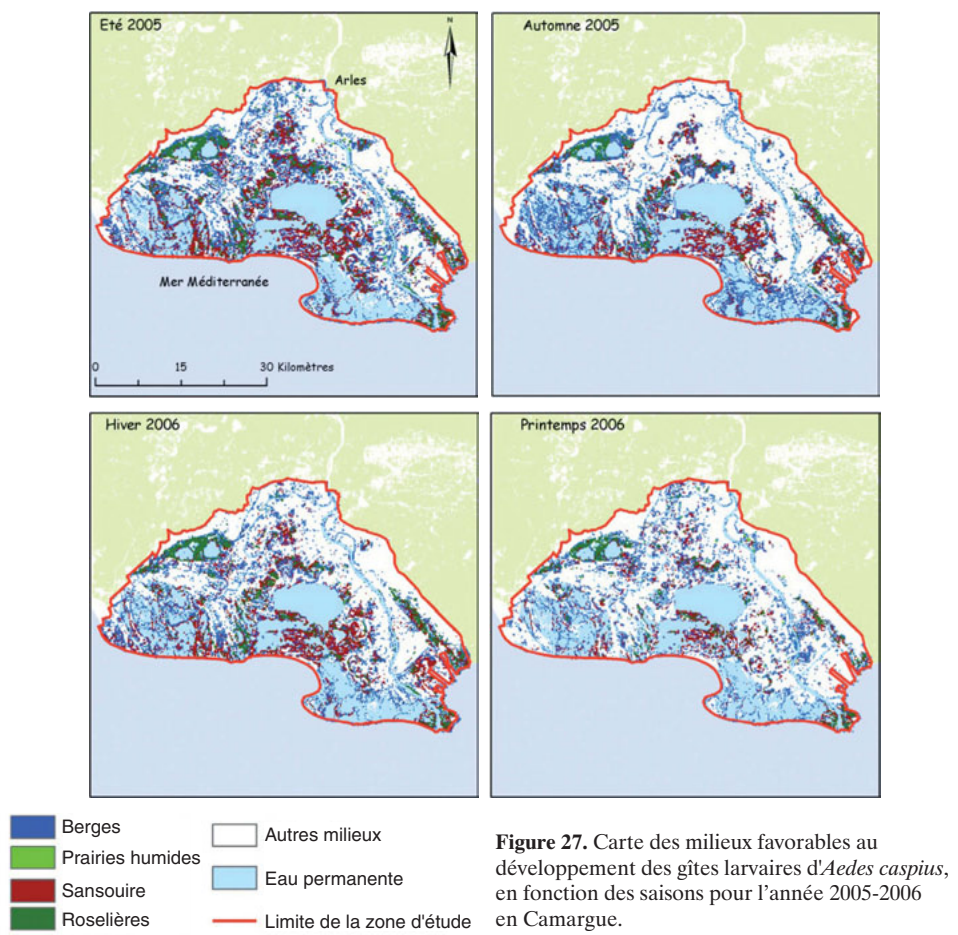 Eté 2005
N
Arles
Mer Méditerranée
0 15 30 Kilomètres
Automne 2005
Hiver 2006
Printemps 2006
Berges
Prairies humides
Sansouire
Roselières
Autres milieux
Eau permanente
Limite de la zone d'étude
Figure 27. Carte des milieux favorables au
développement des gîtes larvaires d'Aedes caspius,
en fonction des saisons pour l'année 2005-2006
en Camargue.